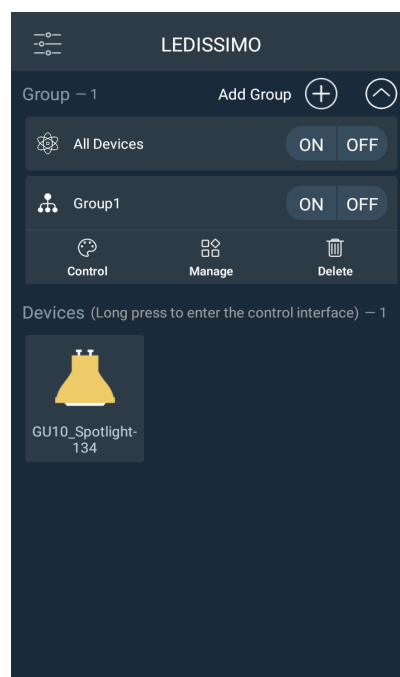 LEDISSIMO
Group – 1 Add Group
All Devices ON OFF
Group1 ON OFF
Control Manage Delete
Devices (Long press to enter the control interface) – 1
GU10_Spotlight-
134